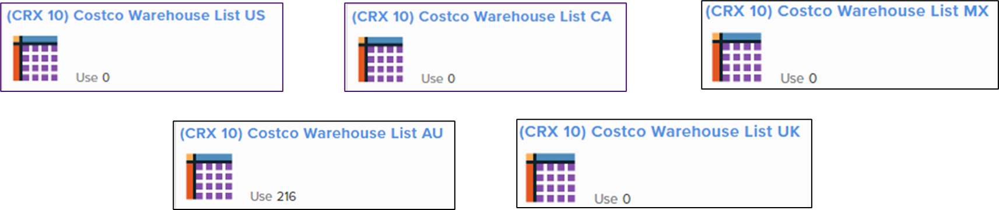 (CRX 10) Costco Warehouse List US
Use 0
(CRX 10) Costco Warehouse List CA
Use 0
(CRX 10) Costco Warehouse List MX
Use 0
(CRX 10) Costco Warehouse List AU
Use 216
(CRX 10) Costco Warehouse List UK
Use 0